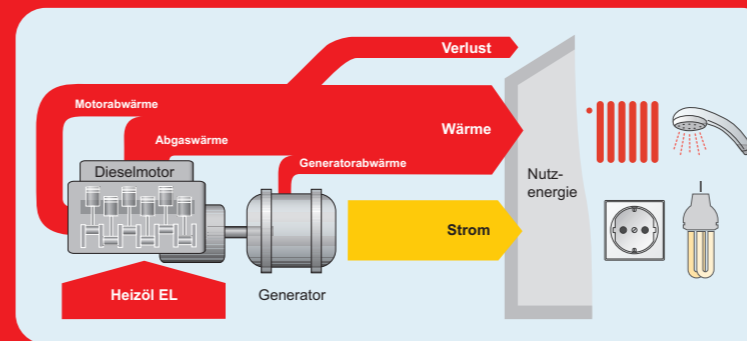 Verlust
Motorabwärme
Wärme
Abgaswärme
Generatorabwärme
Dieselmotor
Nutz-
energie
Strom
Heizöl EL
Generator